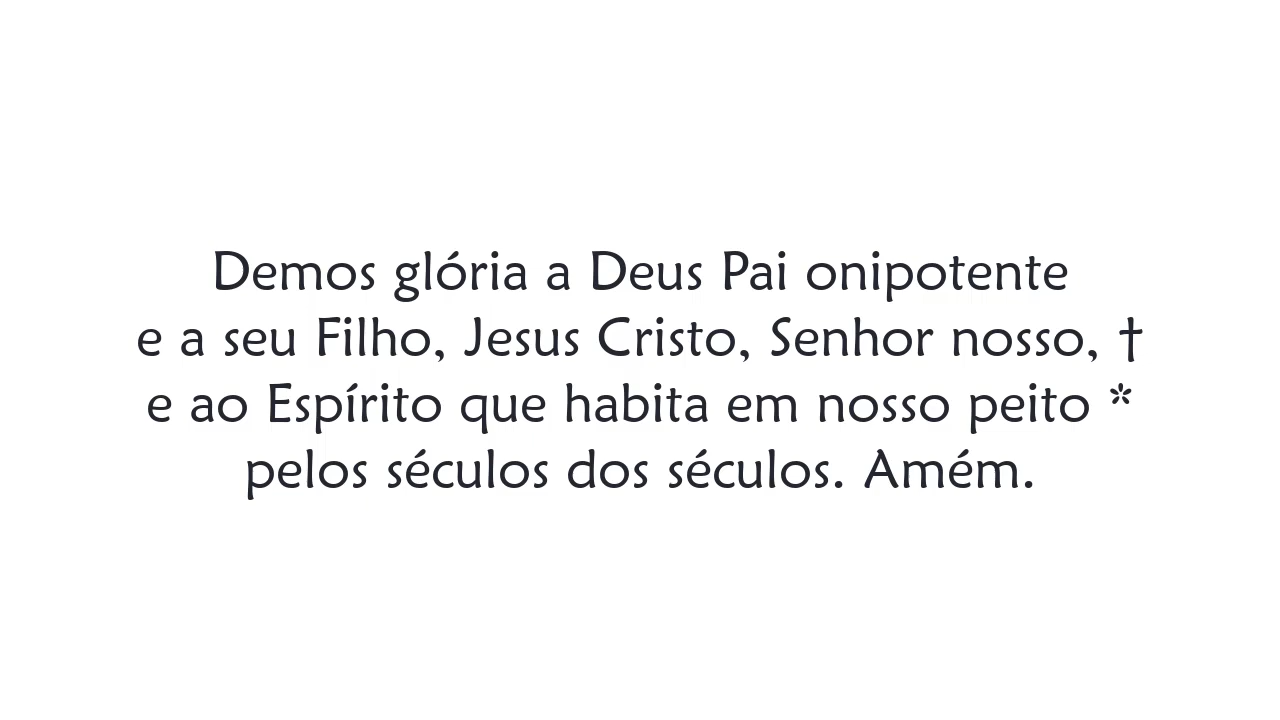 Demos glória a Deus Pai onipotente
e a seu Filho, Jesus Cristo, Senhor nosso, †
e ao Espírito que habita em nosso peito *
pelos séculos dos séculos. Amém.